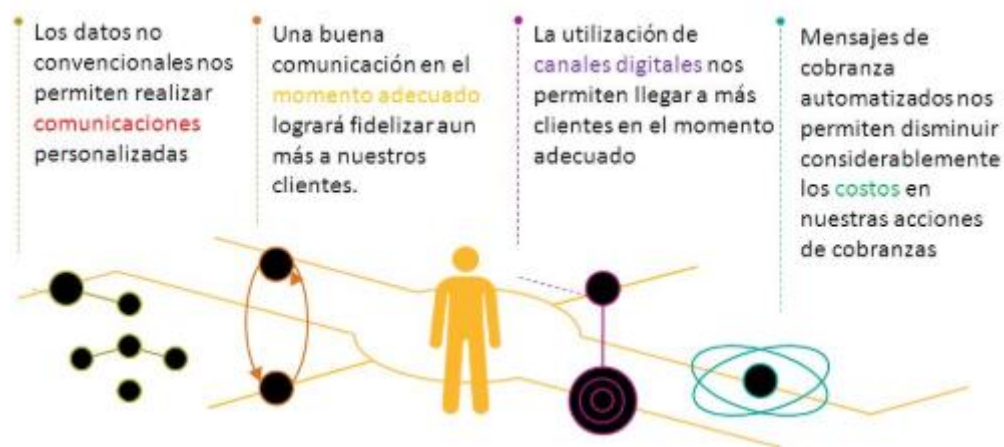 Los datos no
convencionales nos
permiten realizar
comunicaciones
personalizadas
Una buena
comunicación en el
momento adecuado
logrará fidelizar aun
más a nuestros
clientes.
La utilización de
canales digitales nos
permiten llegar a más
clientes en el momento
adecuado
Mensajes de
cobranza
automatizados nos
permiten disminuir
considerablemente
los costos en
nuestras acciones
de cobranzas